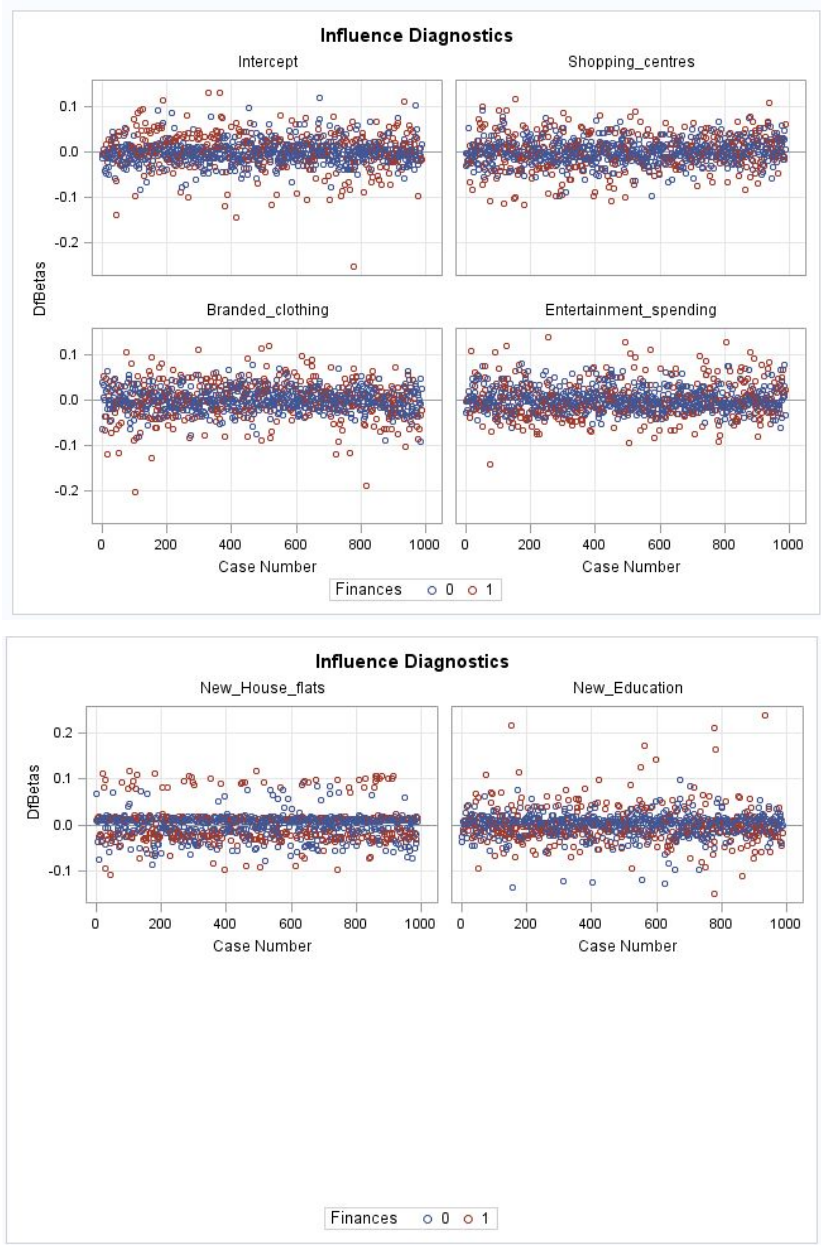 Influence Diagnostics
Intercept Shopping_centres
0.1
0.0
-0.1
-0.2
DfBetas
Branded_clothing Entertainment_spending
0.1
0.0
-0.1
-0.2
0 200 400 600 800 1000 0 200 400 600 800 1000
Case Number Case Number
Finances 0 1
Influence Diagnostics
New_House_flats New_Education
0.2
0.1
0.0
-0.1
DfBetas
0 200 400 600 800 1000 0 200 400 600 800 1000
Case Number Case Number
Finances 0 1